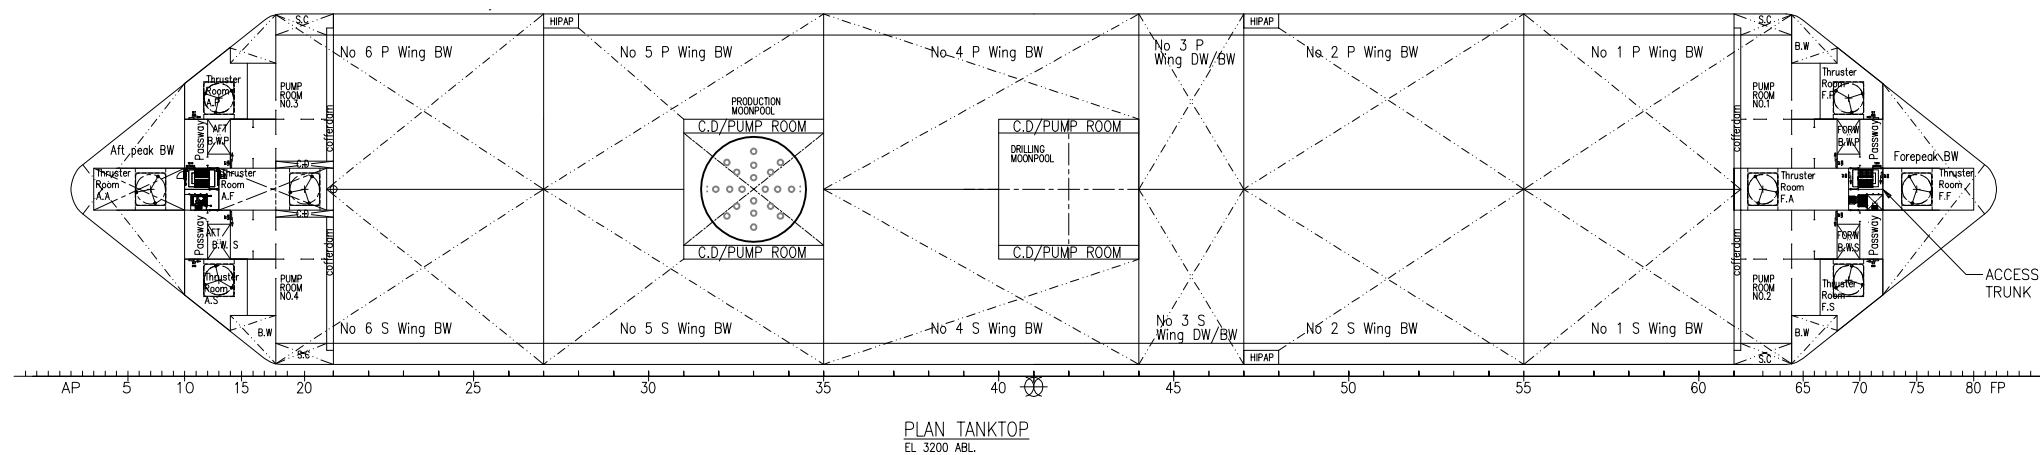 S.C
HIPAP
HIPAP
S.C
No 6 P Wing BW
No 5 P Wing BW
No 4 P Wing BW
No 3 P
Wing DW/BW
No 2 P Wing BW
No 1 P Wing BW
B.W
Thruster
Room
A.P
PUMP
ROOM
NO.3
PRODUCTION
MOONPOOL
PUMP
ROOM
NO.1
Thruster
Room
F.P
cofferdam
C.D/PUMP ROOM
C.D/PUMP ROOM
cofferdam
AFT
B.W.P
Passway
FORW
B.W.P
Passway
Aft peak BW
DRILLING
MOONPOOL
Forepeak BW
C.D
Thruster
Room
A.A
Thruster
Room
A.F
Thruster
Room
F.A
Thruster
Room
F.F
C.D
Passway
AFT
B.W. S
cofferdam
C.D/PUMP ROOM
C.D/PUMP ROOM
cofferdam
FORW
B.W.S
Passway
Thruster
Room
A.S
PUMP
ROOM
NO.4
PUMP
ROOM
NO.2
Thruster
Room
F.S
ACCESS
TRUNK
B.W
No 6 S Wing BW
No 5 S Wing BW
No 4 S Wing BW
No 3 S
Wing DW/BW
No 2 S Wing BW
No 1 S Wing BW
B.W
S.C
HIPAP
HIPAP
S.C
AP 5 10 15 20 25 30 35 40 45 50 55 60 65 70 75 80 FP
PLAN TANKTOP
EL 3200 ABL.